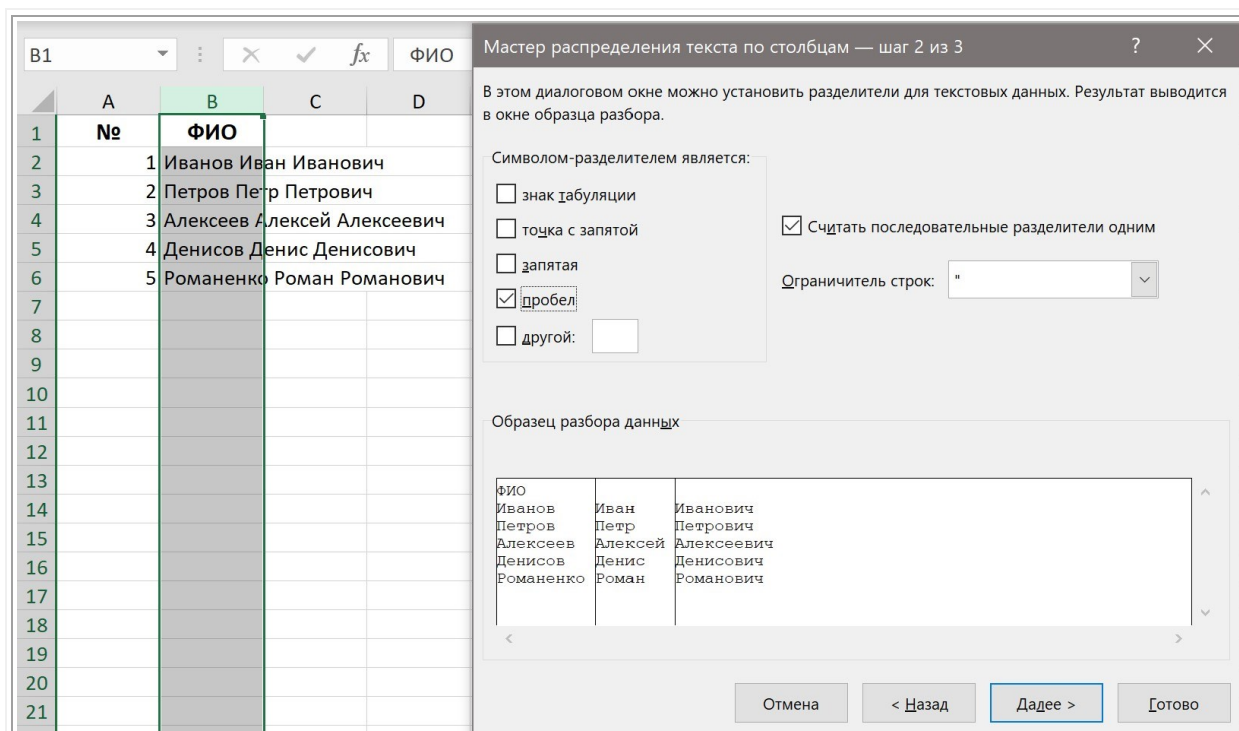 B1 fx ФИО
A B C D
1 № ФИО
2 1 Иванов Иван Иванович
3 2 Петров Петр Петрович
4 3 Алексеев Алексей Алексеевич
5 4 Денисов Денис Денисович
6 5 Романенко Роман Романович
7
8
9
10
11
12
13
14
15
16
17
18
19
20
21
Мастер распределения текста по столбцам — шаг 2 из 3 ?
В этом диалоговом окне можно установить разделители для текстовых данных. Результат выводится
в окне образца разбора.
Символом-разделителем является:
знак табуляции
точка с запятой
запятая
пробел
другой:
Считать последовательные разделители одним
Ограничитель строк: "
Образец разбора данных
ФИО
Иванов Иван Иванович
Петров Петр Петрович
Алексеев Алексей Алексеевич
Денисов Денис Денисович
Романенко Роман Романович
Отмена < Назад Далее > Готово